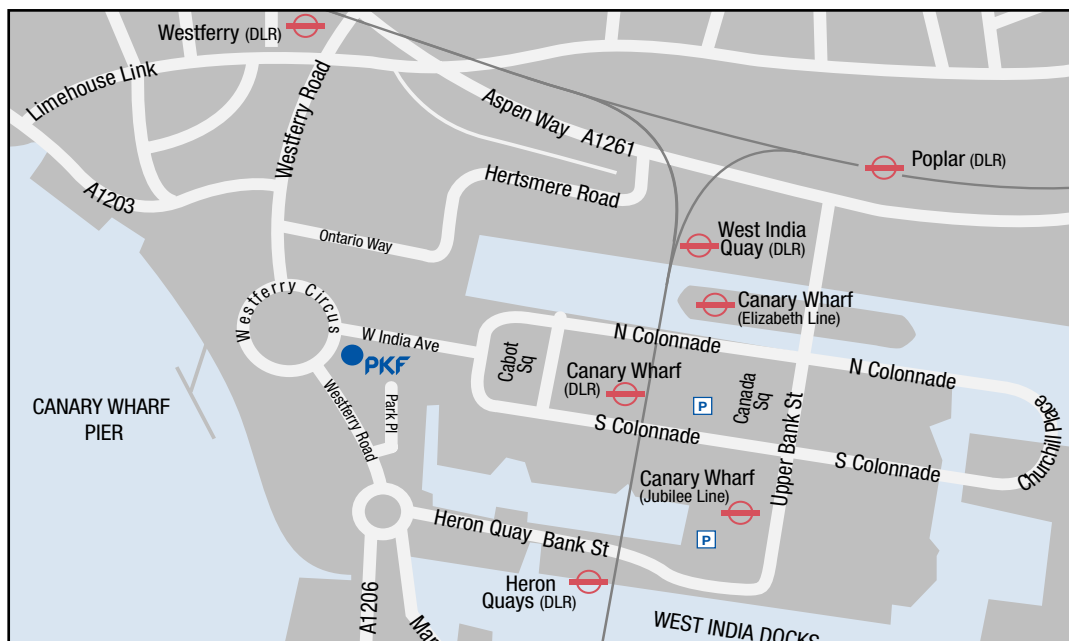 Westferry (DLR)
Limehouse Link
Westferry Road
Aspen Way A1261
Poplar (DLR)
A1203
Hertsmere Road
Ontario Way
West India
Quay (DLR)
Westferry Circus
Canary Wharf
(Elizabeth Line)
W India Ave
N Colonnade
N Colonnade
PKF
Cabot
Sq
Canary Wharf
(DLR)
Canada
Sq
P
Park Pl
Westferry Road
CANARY WHARF
PIER
S Colonnade
S Colonnade
Upper Bank St
Churchill Place
Canary Wharf
(Jubilee Line)
P
Heron Quay Bank St
Heron
Quays (DLR)
A1206
WEST INDIA DOCKS